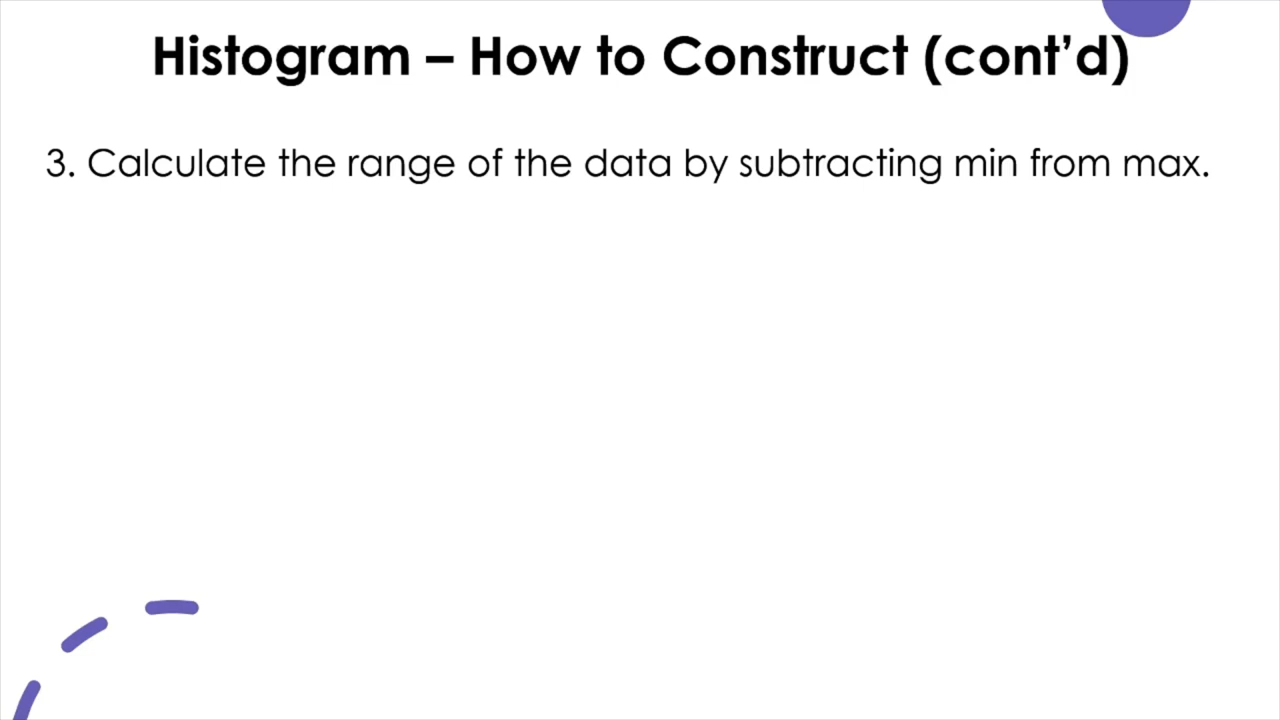 Histogram – How to Construct (cont’d)
3. Calculate the range of the data by subtracting min from max.